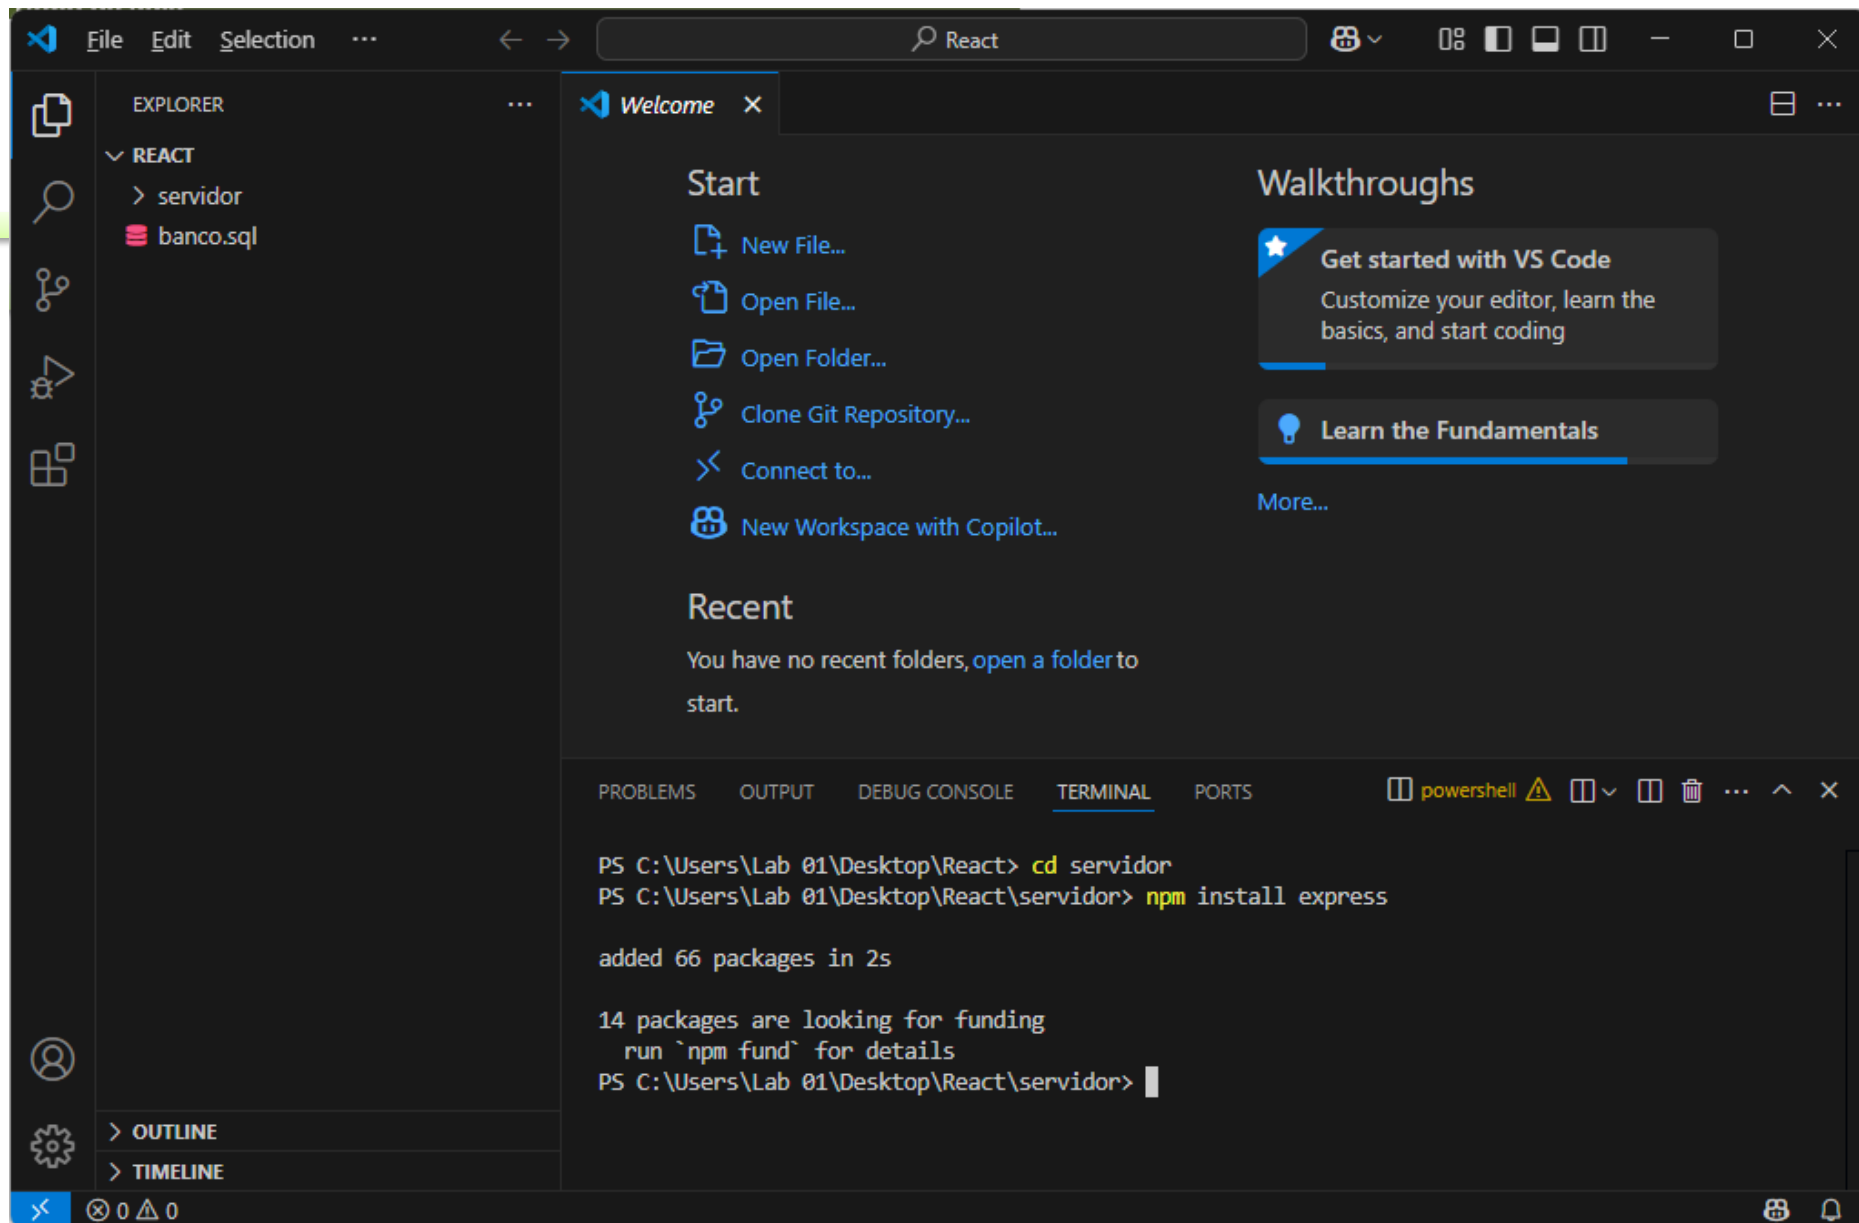 File Edit Selection ···
React
EXPLORER ···
REACT
servidor
banco.sql
OUTLINE
TIMELINE
Welcome
Start
New File...
Open File...
Open Folder...
Clone Git Repository...
Connect to...
New Workspace with Copilot...
Recent
You have no recent folders, open a folder to
start.
Walkthroughs
Get started with VS Code
Customize your editor, learn the
basics, and start coding
Learn the Fundamentals
More...
PROBLEMS OUTPUT DEBUG CONSOLE TERMINAL PORTS powershell
PS C:\Users\Lab 01\Desktop\React> cd servidor
PS C:\Users\Lab 01\Desktop\React\servidor> npm install express
added 66 packages in 2s
14 packages are looking for funding
run `npm fund` for details
PS C:\Users\Lab 01\Desktop\React\servidor>
0 0